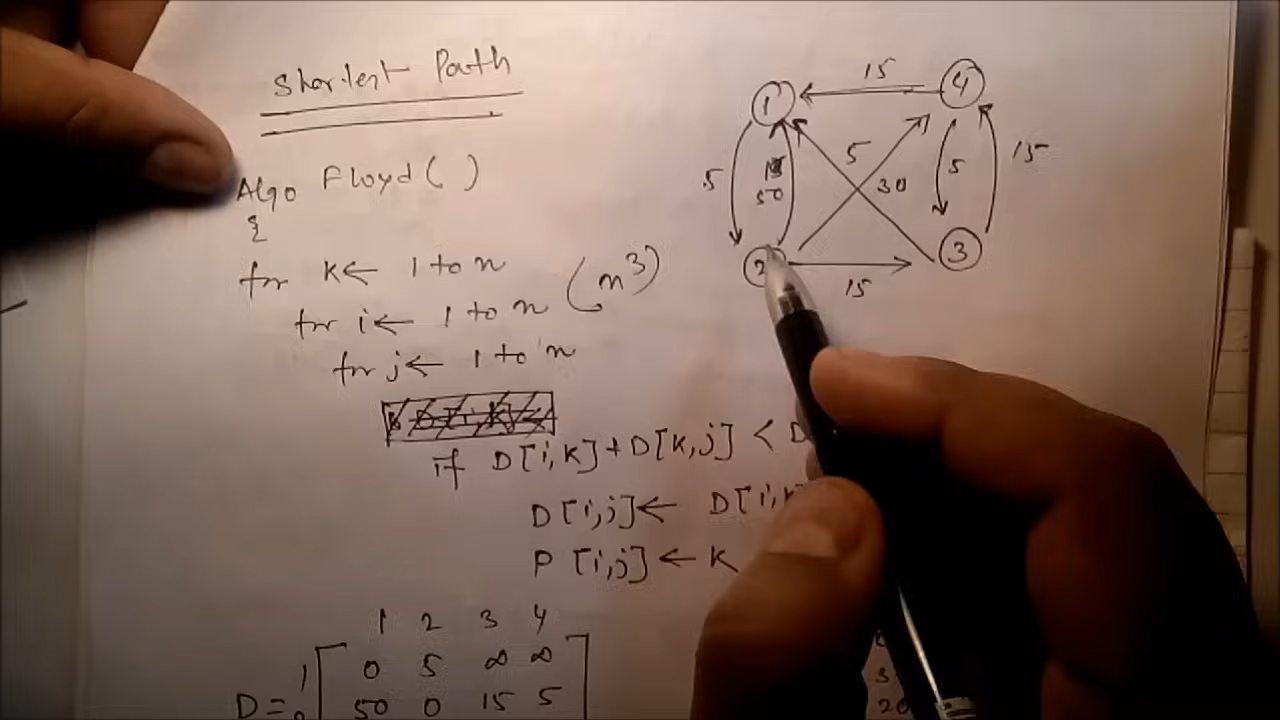 Shortest Path
Algo Floyd( )
{
for K← 1 to n
for i← 1 to n (n³)
for j← 1 to n
if D[i,K]+D[K,j] < D
D[i,j]← D[i,K
P[i,j]← K
1 2 3 4
D= 1 0 5 ∞ ∞
50 0 15 5
1 15 4
5 50 5 30 5 15
2 15 3